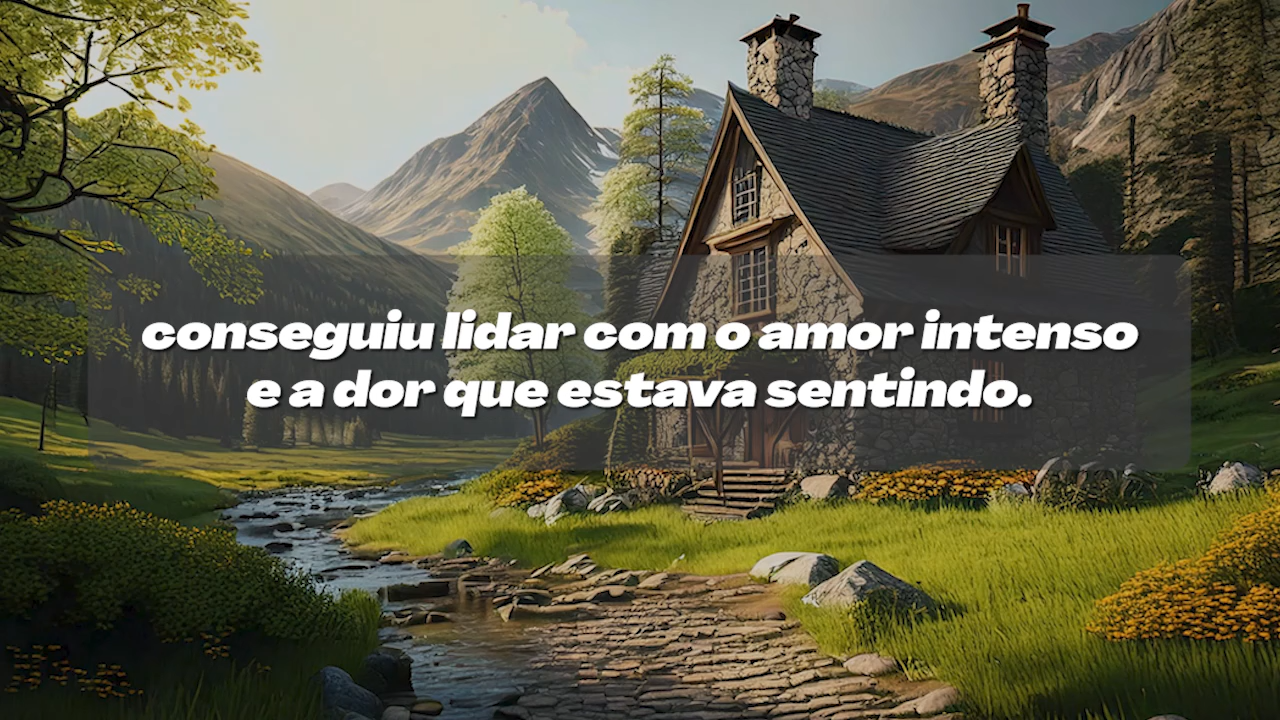 conseguiu lidar com o amor intenso
e a dor que estava sentindo.